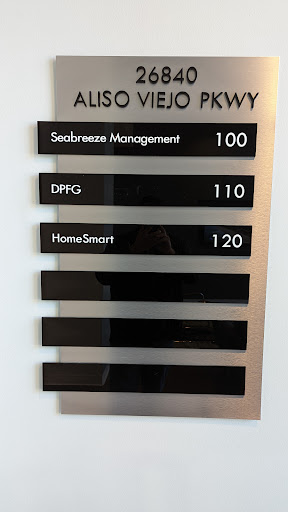 26840
ALISO VIEJO PKWY
Seabreeze Management 100
DPFG 110
HomeSmart 120